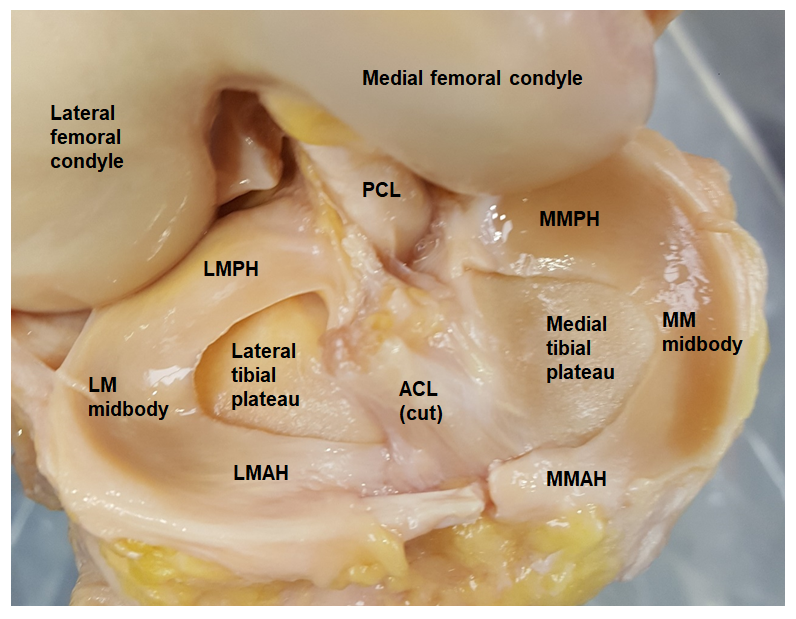 Medial femoral condyle
Lateral
femoral
condyle
PCL
MMPH
LMPH
Medial
tibial
plateau
MM
midbody
Lateral
tibial
plateau
LM
midbody
ACL
(cut)
LMAH
MMAH